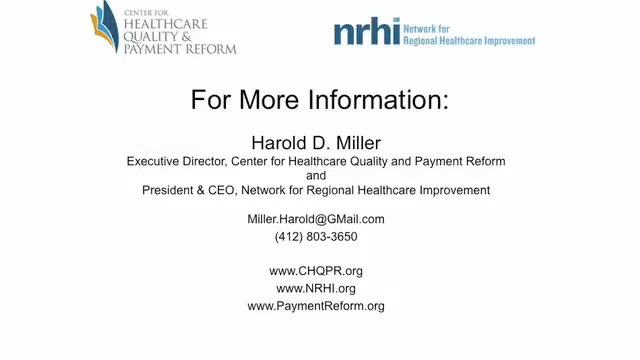 CENTER FOR
HEALTHCARE
QUALITY &
PAYMENT REFORM
nrhi
Network for
Regional Healthcare Improvement
For More Information:
Harold D. Miller
Executive Director, Center for Healthcare Quality and Payment Reform
and
President & CEO, Network for Regional Healthcare Improvement
Miller.Harold@GMail.com
(412) 803-3650
www.CHQPR.org
www.NRHI.org
www.PaymentReform.org